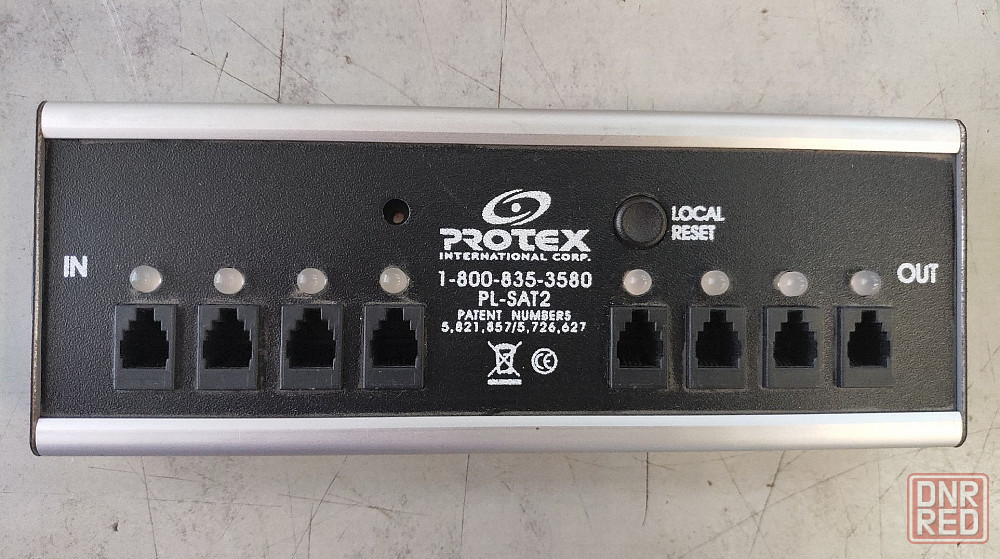 PROTEX
INTERNATIONAL CORP.
LOCAL
RESET
IN
OUT
1-800-835-3580
PL-SAT2
PATENT NUMBERS
5,821,857/5,726,627
CE
DNR
RED